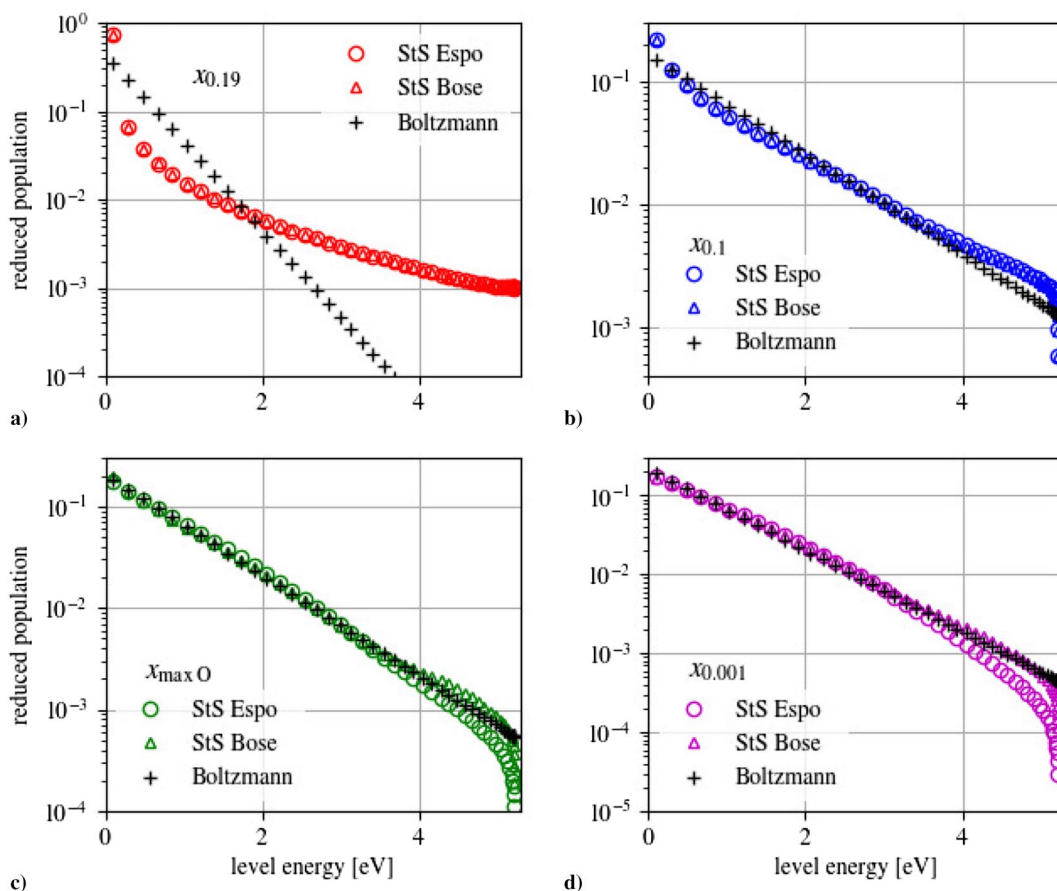 10⁰
10⁻¹
10⁻²
10⁻³
10⁻⁴
reduced population
x₀.₁₉
StS Espo
StS Bose
Boltzmann
0 2 4
a)
10⁻¹
10⁻²
10⁻³
x₀.₁
StS Espo
StS Bose
Boltzmann
0 2 4
b)
10⁻¹
10⁻²
10⁻³
10⁻⁴
reduced population
x_max O
StS Espo
StS Bose
Boltzmann
0 2 4
level energy [eV]
c)
10⁻¹
10⁻²
10⁻³
10⁻⁴
10⁻⁵
x₀.₀₀₁
StS Espo
StS Bose
Boltzmann
0 2 4
level energy [eV]
d)